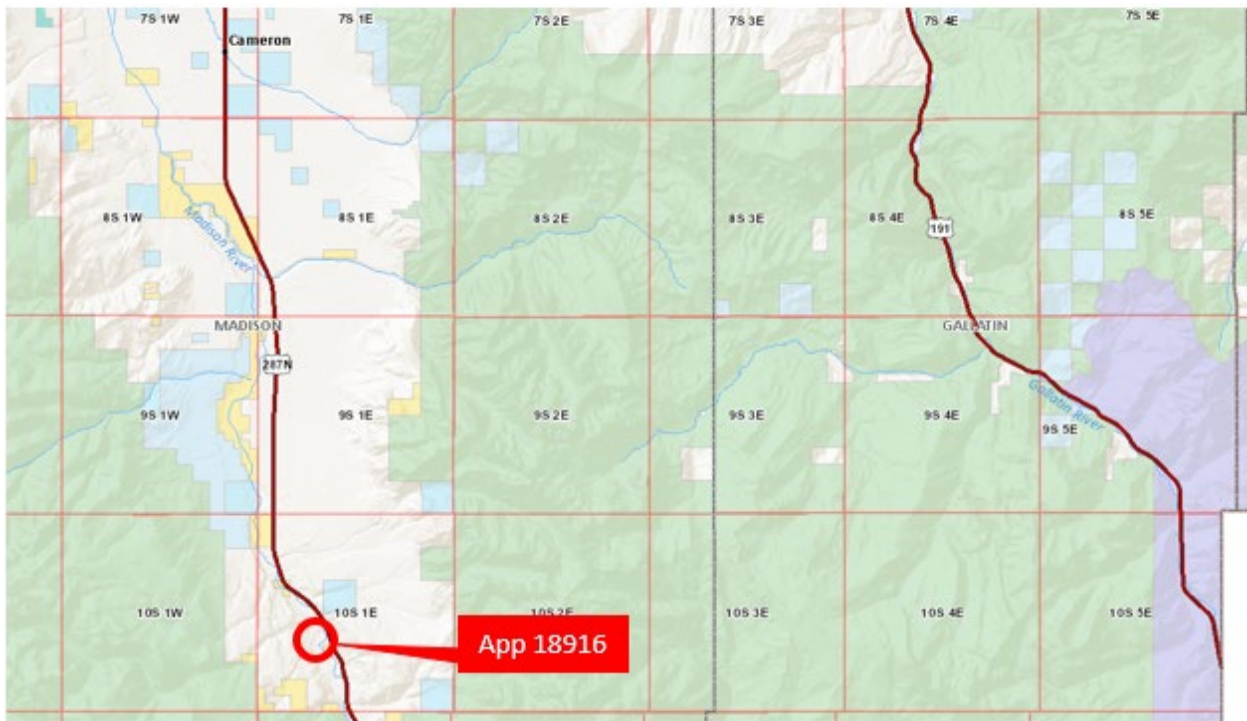 7S 1W
7S 1E
7S 2E
7S 3E
7S 4E
7S 5E
Cameron
8S 1W
Madison River
8S 1E
8S 2E
8S 3E
8S 4E
191
8S 5E
MADISON
GALLATIN
287N
9S 1W
9S 1E
9S 2E
9S 3E
9S 4E
Gallatin River
9S 5E
10S 1W
10S 1E
10S 2E
10S 3E
10S 4E
10S 5E
App 18916